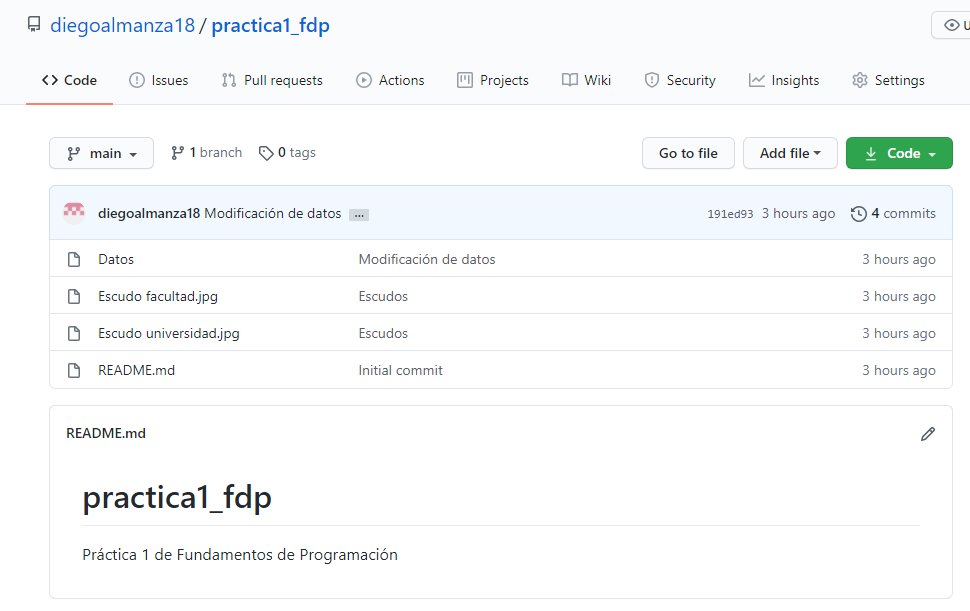 diegoalmanza18 / practica1_fdp
Code Issues Pull requests Actions Projects Wiki Security Insights Settings
main 1 branch 0 tags Go to file Add file Code
diegoalmanza18 Modificación de datos ... 191ed93 3 hours ago 4 commits
Datos Modificación de datos 3 hours ago
Escudo facultad.jpg Escudos 3 hours ago
Escudo universidad.jpg Escudos 3 hours ago
README.md Initial commit 3 hours ago
README.md
practica1_fdp
Práctica 1 de Fundamentos de Programación